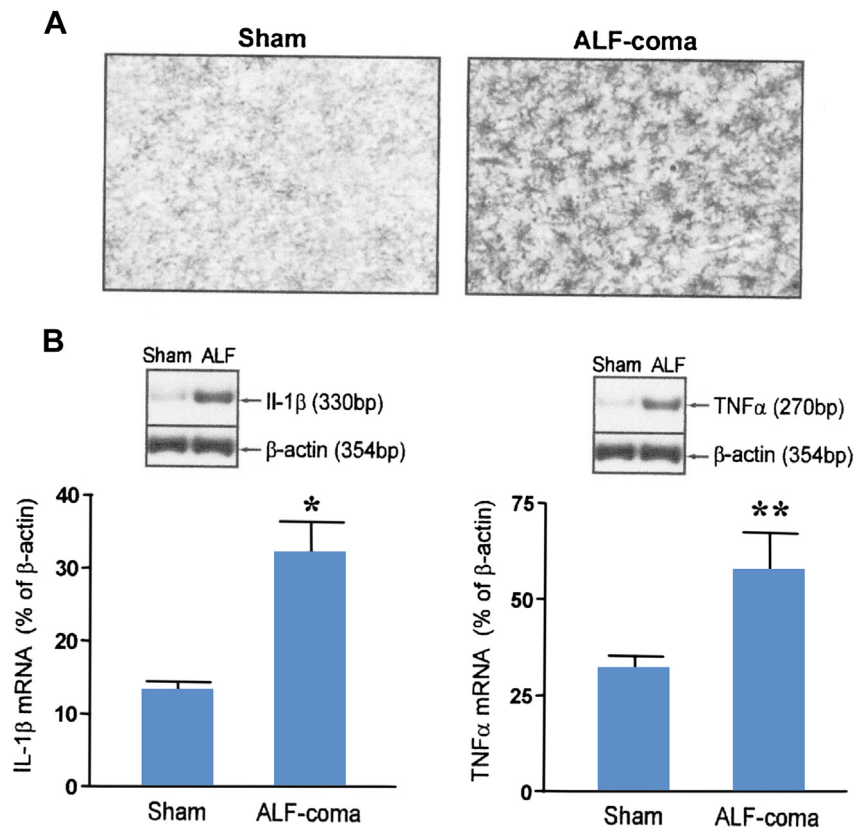 A
Sham
ALF-coma
B
Sham ALF
Il-1β (330bp)
β-actin (354bp)
40
30
20
10
0
IL-1β mRNA (% of β-actin)
*
Sham
ALF-coma
Sham ALF
TNFα (270bp)
β-actin (354bp)
75
50
25
0
TNFα mRNA (% of β-actin)
**
Sham
ALF-coma